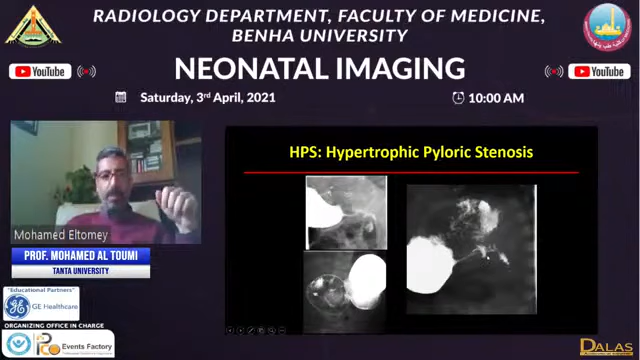 RADIOLOGY DEPARTMENT, FACULTY OF MEDICINE,
BENHA UNIVERSITY
YouTube
NEONATAL IMAGING
YouTube
Saturday, 3rd April, 2021
10:00 AM
HPS: Hypertrophic Pyloric Stenosis
Mohamed Eltomey
PROF. MOHAMED AL TOUMI
TANTA UNIVERSITY
"Educational Partners"
GE Healthcare
ORGANIZING OFFICE IN CHARGE
Events Factory
DALAS